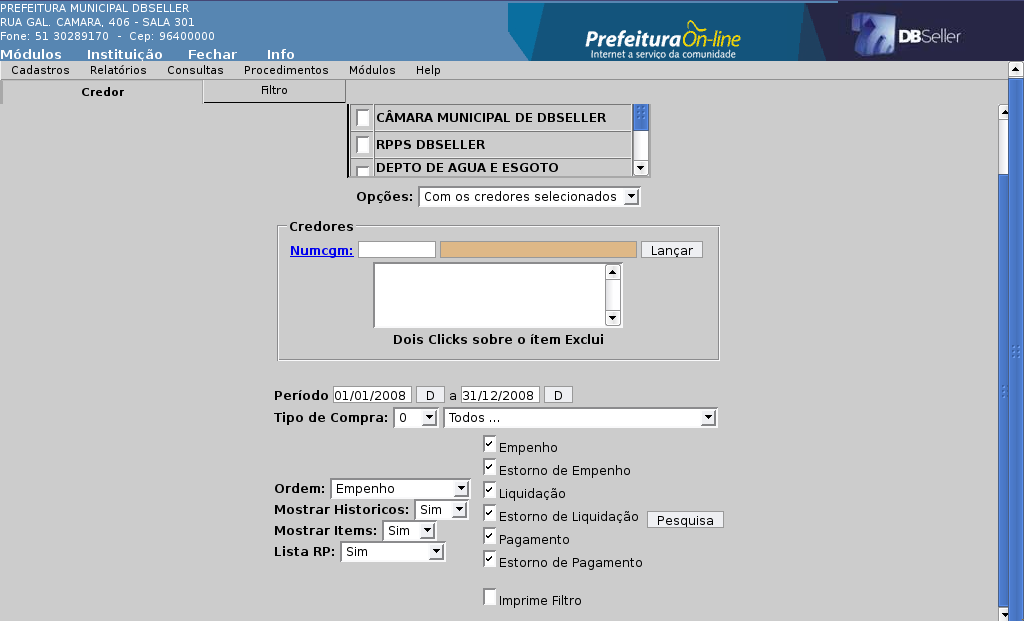 PREFEITURA MUNICIPAL DBSELLER
RUA GAL. CAMARA, 406 - SALA 301
Fone: 51 30289170 - Cep: 96400000
Módulos Instituição Fechar Info
PrefeituraOn-line
Internet a serviço da comunidade
DBSeller
Cadastros Relatórios Consultas Procedimentos Módulos Help
Credor Filtro
CÂMARA MUNICIPAL DE DBSELLER
RPPS DBSELLER
DEPTO DE AGUA E ESGOTO
Opções: Com os credores selecionados
Credores
Numcgm: Lançar
Dois Clicks sobre o ítem Exclui
Período 01/01/2008 D a 31/12/2008 D
Tipo de Compra: 0 Todos ...
Empenho
Estorno de Empenho
Ordem: Empenho
Liquidação
Mostrar Historicos: Sim
Estorno de Liquidação Pesquisa
Mostrar Items: Sim
Pagamento
Lista RP: Sim
Estorno de Pagamento
Imprime Filtro